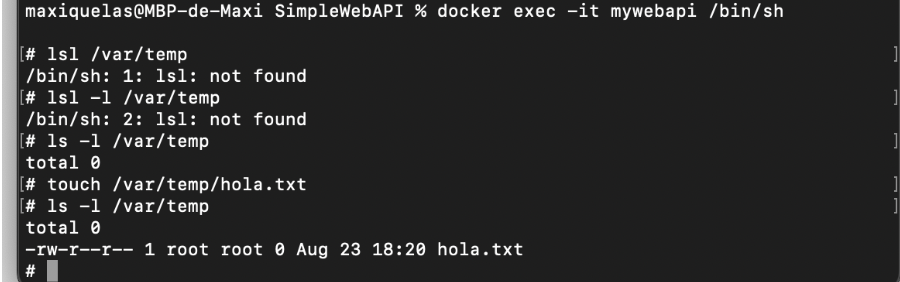 maxiquelas@MBP-de-Maxi SimpleWebAPI % docker exec -it mywebapi /bin/sh
[# lsl /var/temp ]
/bin/sh: 1: lsl: not found
[# lsl -l /var/temp ]
/bin/sh: 2: lsl: not found
[# ls -l /var/temp ]
total 0
[# touch /var/temp/hola.txt ]
[# ls -l /var/temp ]
total 0
-rw-r--r-- 1 root root 0 Aug 23 18:20 hola.txt
#